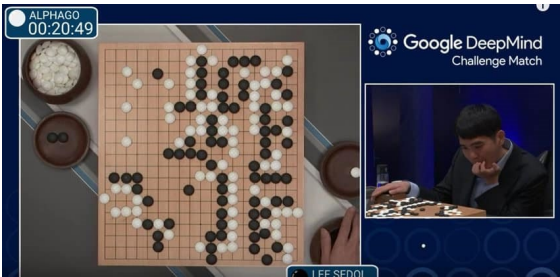 ALPHAGO
00:20:49
Google DeepMind
Challenge Match
LEE SEDOL